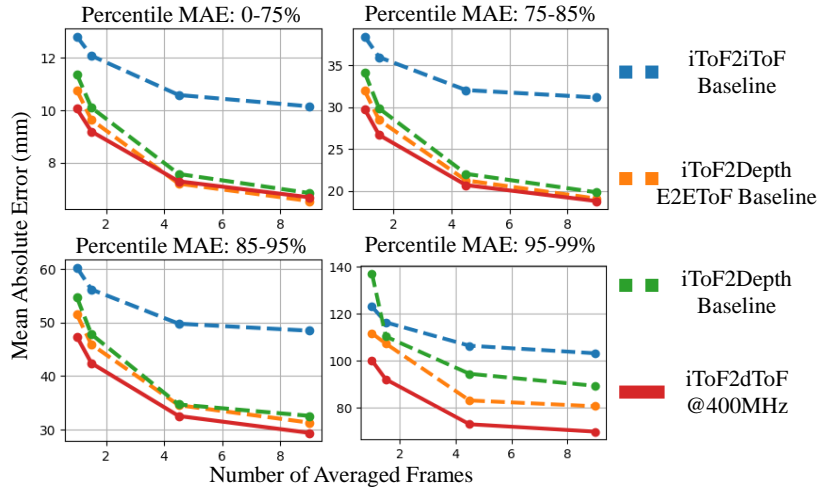 Percentile MAE: 0-75%
Percentile MAE: 75-85%
12
10
8
2
4
6
8
35
30
25
20
2
4
6
8
Percentile MAE: 85-95%
Percentile MAE: 95-99%
60
50
40
30
2
4
6
8
140
120
100
80
2
4
6
8
Mean Absolute Error (mm)
Number of Averaged Frames
iToF2iToF
Baseline
iToF2Depth
E2EToF Baseline
iToF2Depth
Baseline
iToF2dToF
@400MHz